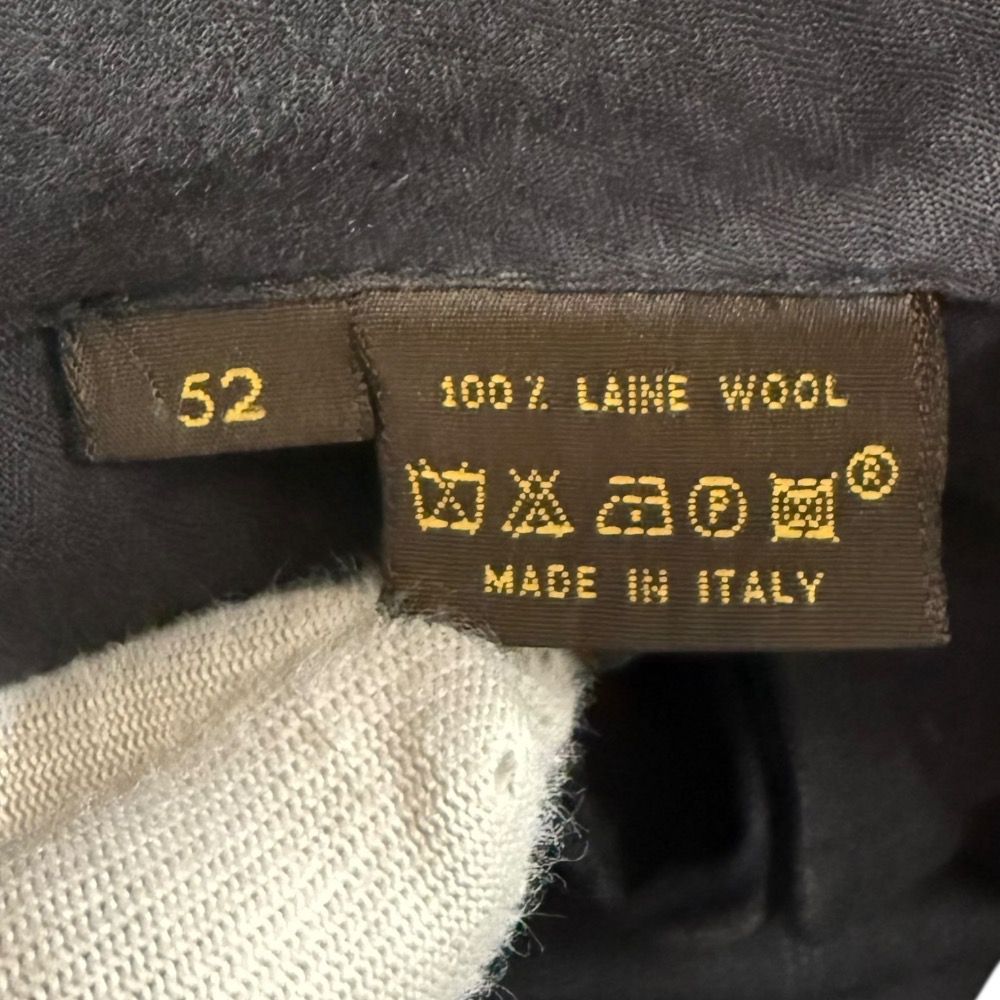 52
100% LAINE WOOL
P ®
MADE IN ITALY